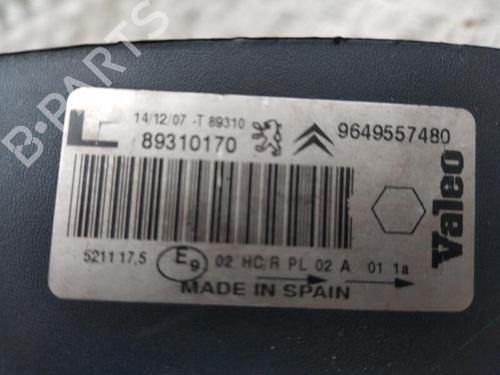 B-PARTS
L
14/12/07 -T 89310
89310170
9649557480
Valeo
5211 17,5
E9
02 HC/R PL 02 A 01 1a
MADE IN SPAIN